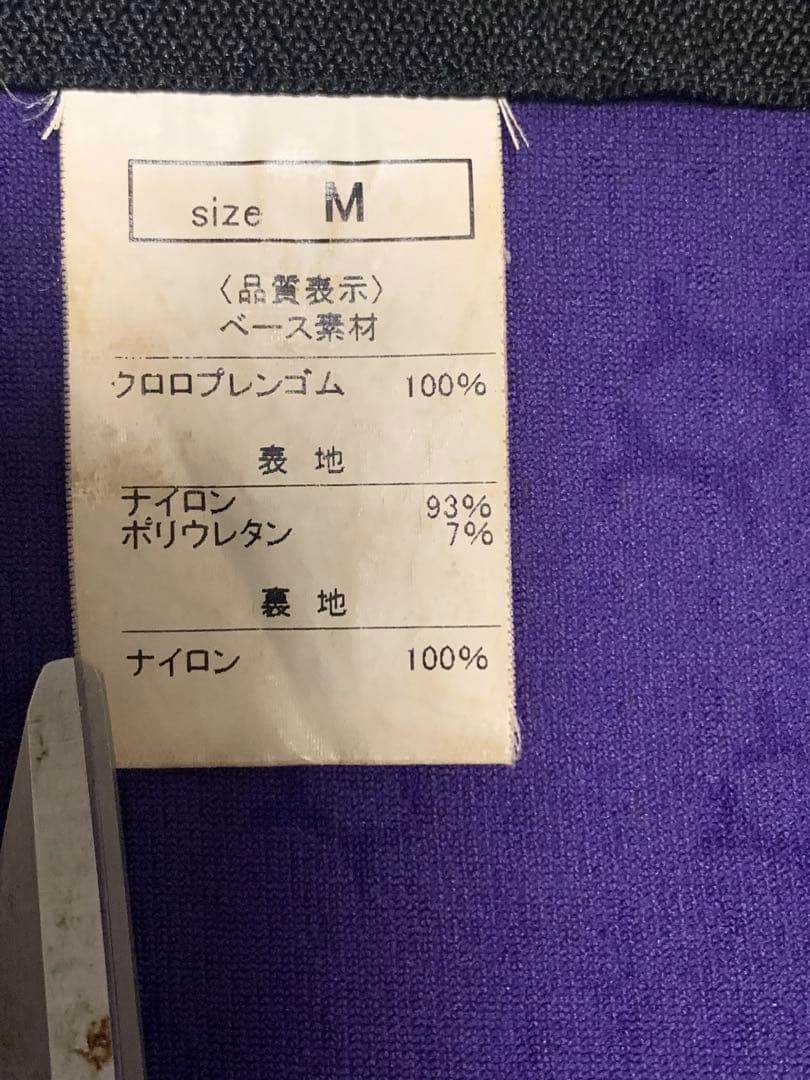 size M
〈品質表示〉
ベース素材
クロロプレンゴム 100%
表 地
ナイロン 93%
ポリウレタン 7%
裏 地
ナイロン 100%